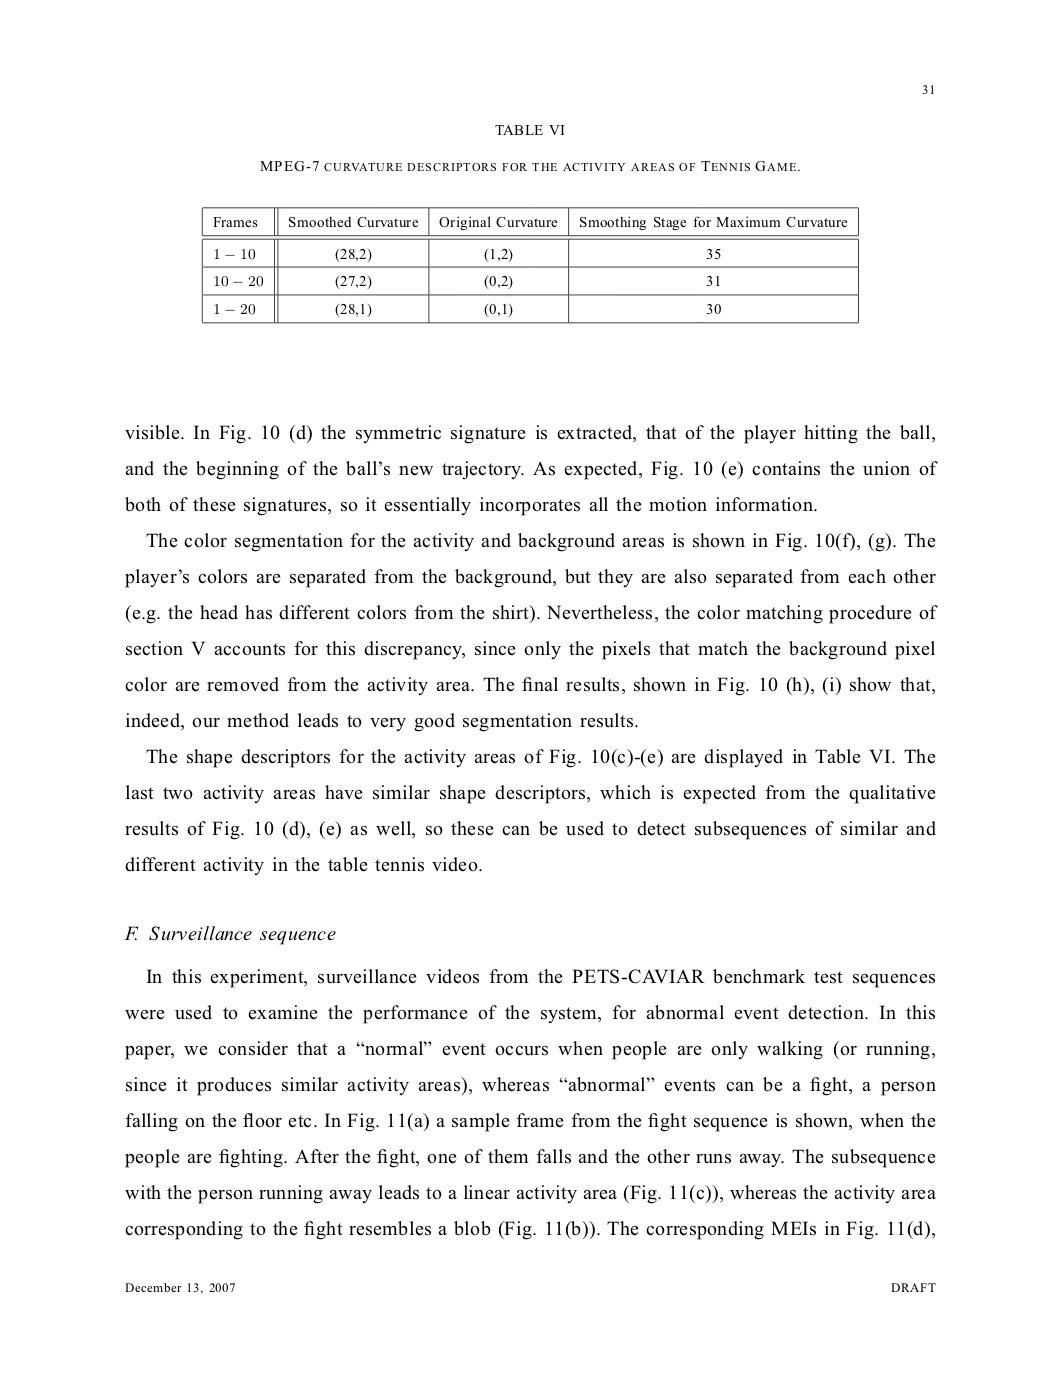 31
TABLE VI
MPEG-7 CURVATURE DESCRIPTORS FOR THE ACTIVITY AREAS OF TENNIS GAME.
Frames Smoothed Curvature Original Curvature Smoothing Stage for Maximum Curvature
1 − 10 (28,2) (1,2) 35
10 − 20 (27,2) (0,2) 31
1 − 20 (28,1) (0,1) 30
visible. In Fig. 10 (d) the symmetric signature is extracted, that of the player hitting the ball,
and the beginning of the ball’s new trajectory. As expected, Fig. 10 (e) contains the union of
both of these signatures, so it essentially incorporates all the motion information.
The color segmentation for the activity and background areas is shown in Fig. 10(f), (g). The
player’s colors are separated from the background, but they are also separated from each other
(e.g. the head has different colors from the shirt). Nevertheless, the color matching procedure of
section V accounts for this discrepancy, since only the pixels that match the background pixel
color are removed from the activity area. The final results, shown in Fig. 10 (h), (i) show that,
indeed, our method leads to very good segmentation results.
The shape descriptors for the activity areas of Fig. 10(c)-(e) are displayed in Table VI. The
last two activity areas have similar shape descriptors, which is expected from the qualitative
results of Fig. 10 (d), (e) as well, so these can be used to detect subsequences of similar and
different activity in the table tennis video.
F. Surveillance sequence
In this experiment, surveillance videos from the PETS-CAVIAR benchmark test sequences
were used to examine the performance of the system, for abnormal event detection. In this
paper, we consider that a “normal” event occurs when people are only walking (or running,
since it produces similar activity areas), whereas “abnormal” events can be a fight, a person
falling on the floor etc. In Fig. 11(a) a sample frame from the fight sequence is shown, when the
people are fighting. After the fight, one of them falls and the other runs away. The subsequence
with the person running away leads to a linear activity area (Fig. 11(c)), whereas the activity area
corresponding to the fight resembles a blob (Fig. 11(b)). The corresponding MEIs in Fig. 11(d),
December 13, 2007 DRAFT